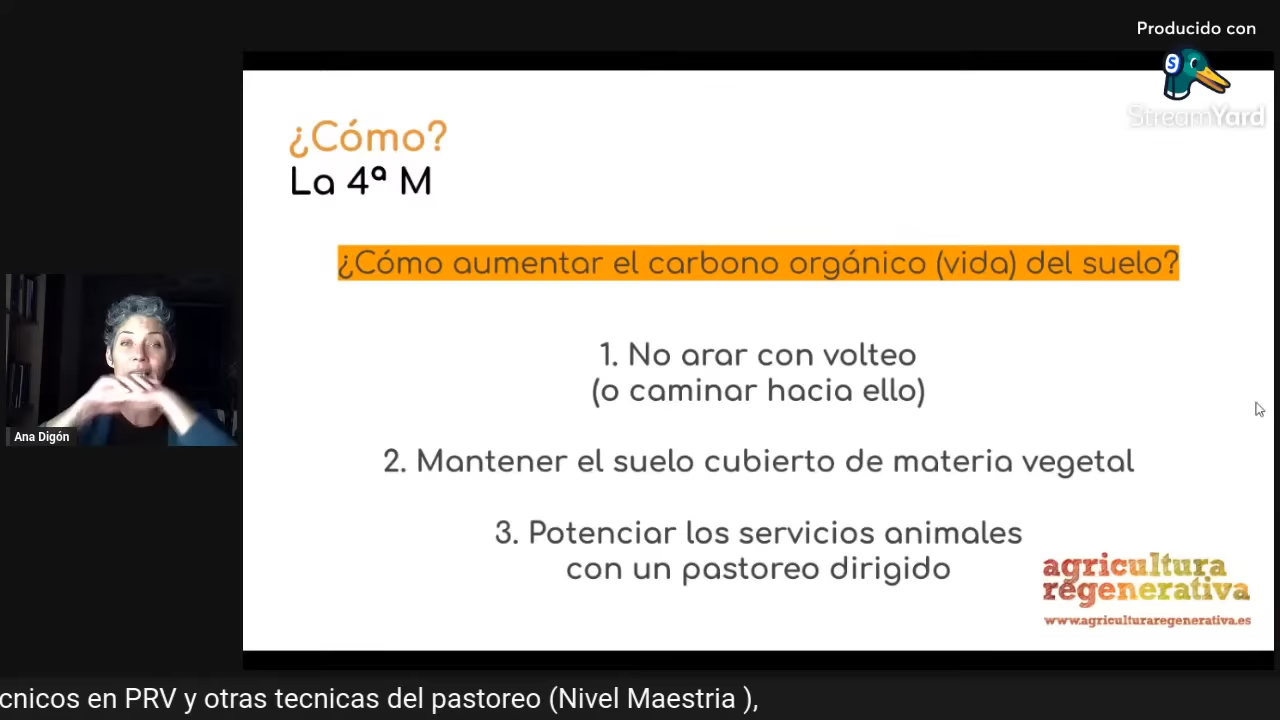 Producido con
StreamYard
¿Cómo?
La 4ª M
¿Cómo aumentar el carbono orgánico (vida) del suelo?
1. No arar con volteo
(o caminar hacia ello)
2. Mantener el suelo cubierto de materia vegetal
3. Potenciar los servicios animales
con un pastoreo dirigido
agricultura
regenerativa
www.agriculturaregenerativa.es
Ana Digón
cnicos en PRV y otras tecnicas del pastoreo (Nivel Maestria ),